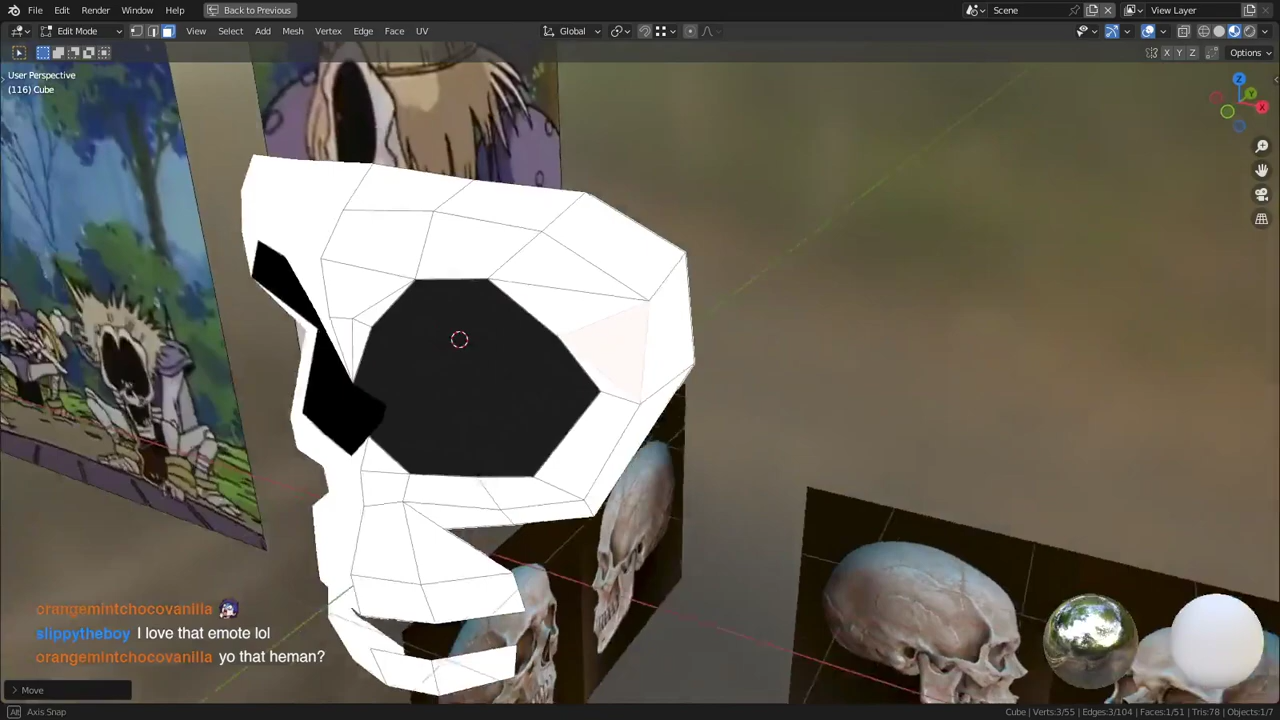 File Edit Render Window Help Back to Previous Scene View Layer
Edit Mode View Select Add Mesh Vertex Edge Face UV Global
X Y Z Options
User Perspective
(116) Cube
Z
Y
X
orangemintchocovanilla
slippytheboy I love that emote lol
orangemintchocovanilla yo that heman?
Move
Alt Axis Snap
Cube | Verts:3/55 | Edges:3/104 | Faces:1/51 | Tris:78 | Objects:1/7